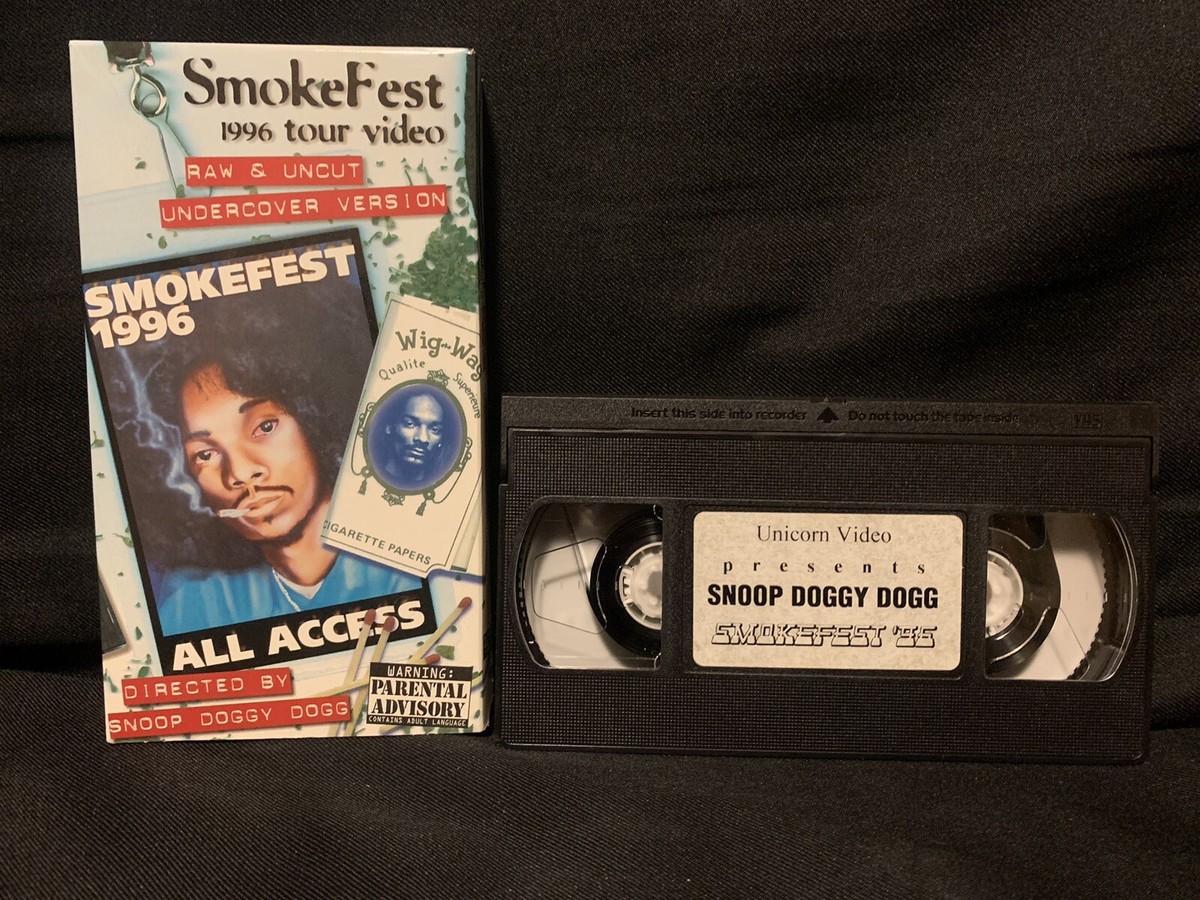 SmokeFest
1996 tour video
RAW & UNCUT
UNDERCOVER VERSION
SMOKEFEST
1996
Wig-Wag
Qualite Superieure
CIGARETTE PAPERS
ALL ACCESS
DIRECTED BY
SNOOP DOGGY DOGG
WARNING:
PARENTAL
ADVISORY
CONTAINS ADULT LANGUAGE
Insert this side into recorder Do not touch the tape inside VHS
Unicorn Video
presents
SNOOP DOGGY DOGG